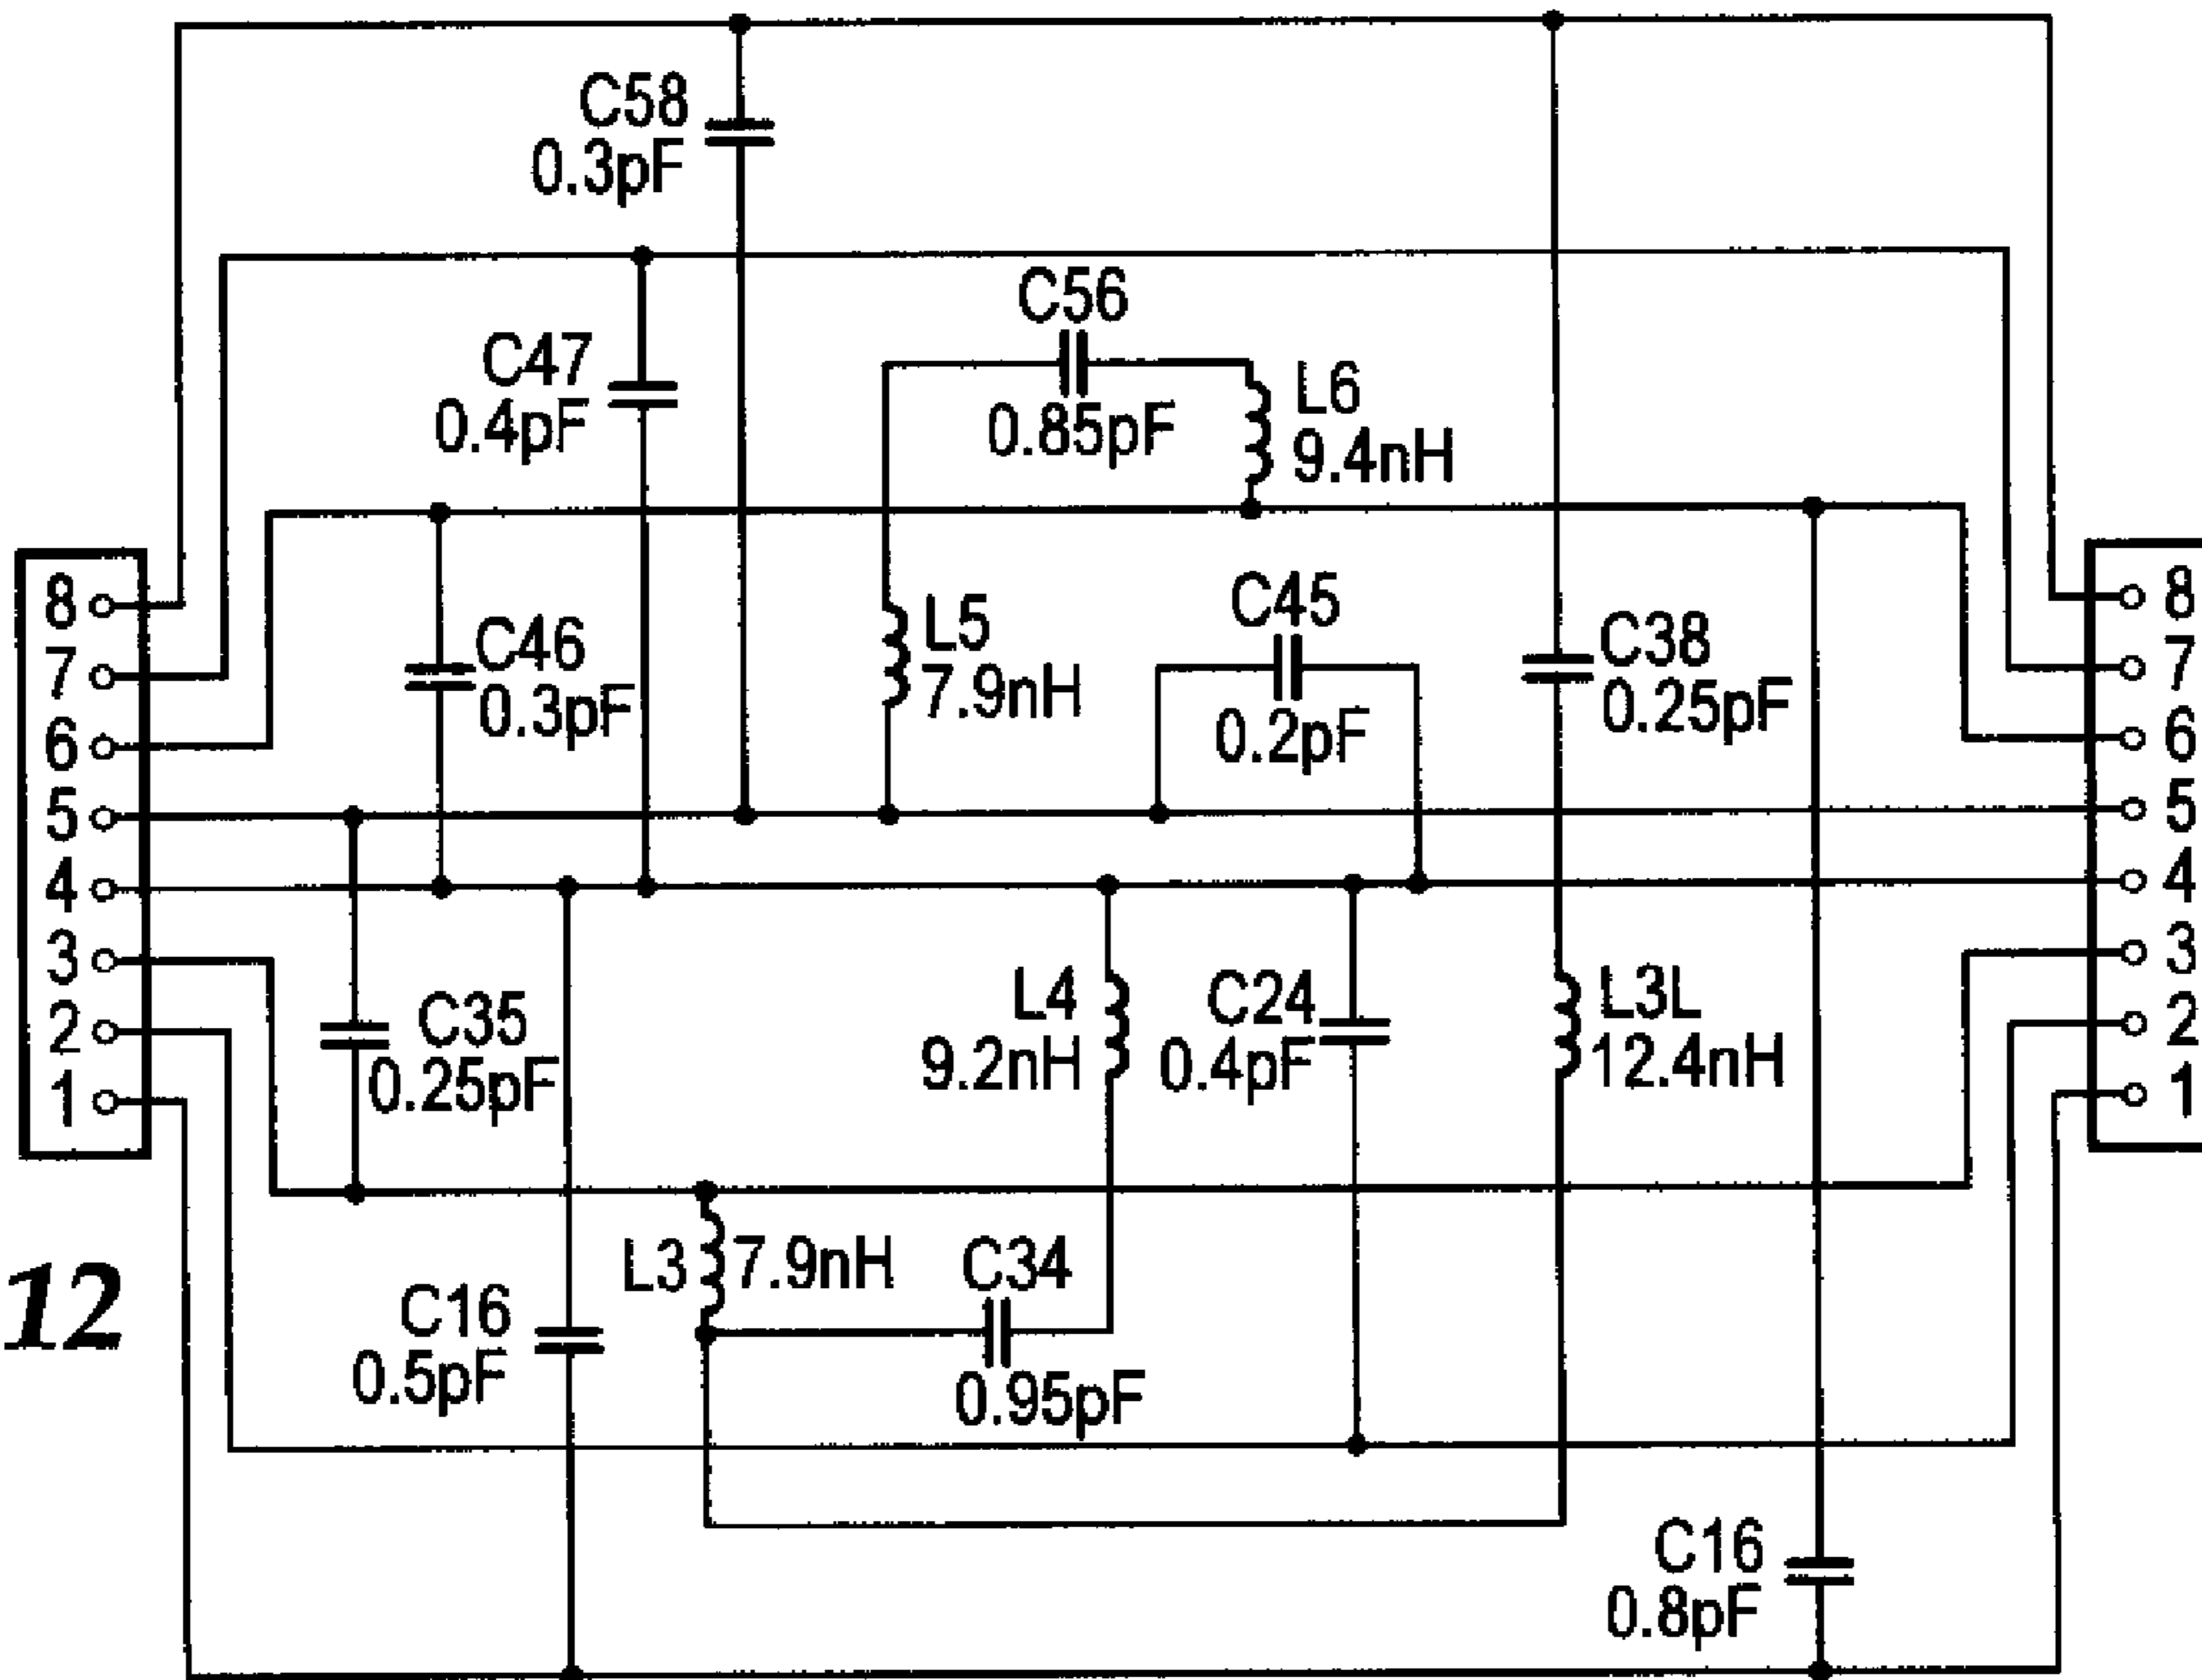 C58
0.3pF
C56
C47
0.4pF
0.85pF
L6
9.4nH
8
7
6
5
4
3
2
1
C46
0.3pF
L5
7.9nH
C45
0.2pF
C38
0.25pF
8
7
6
5
4
3
2
1
C35
0.25pF
L4
9.2nH
C24
0.4pF
L3L
12.4nH
12
L3
7.9nH
C34
0.95pF
C16
0.5pF
C16
0.8pF